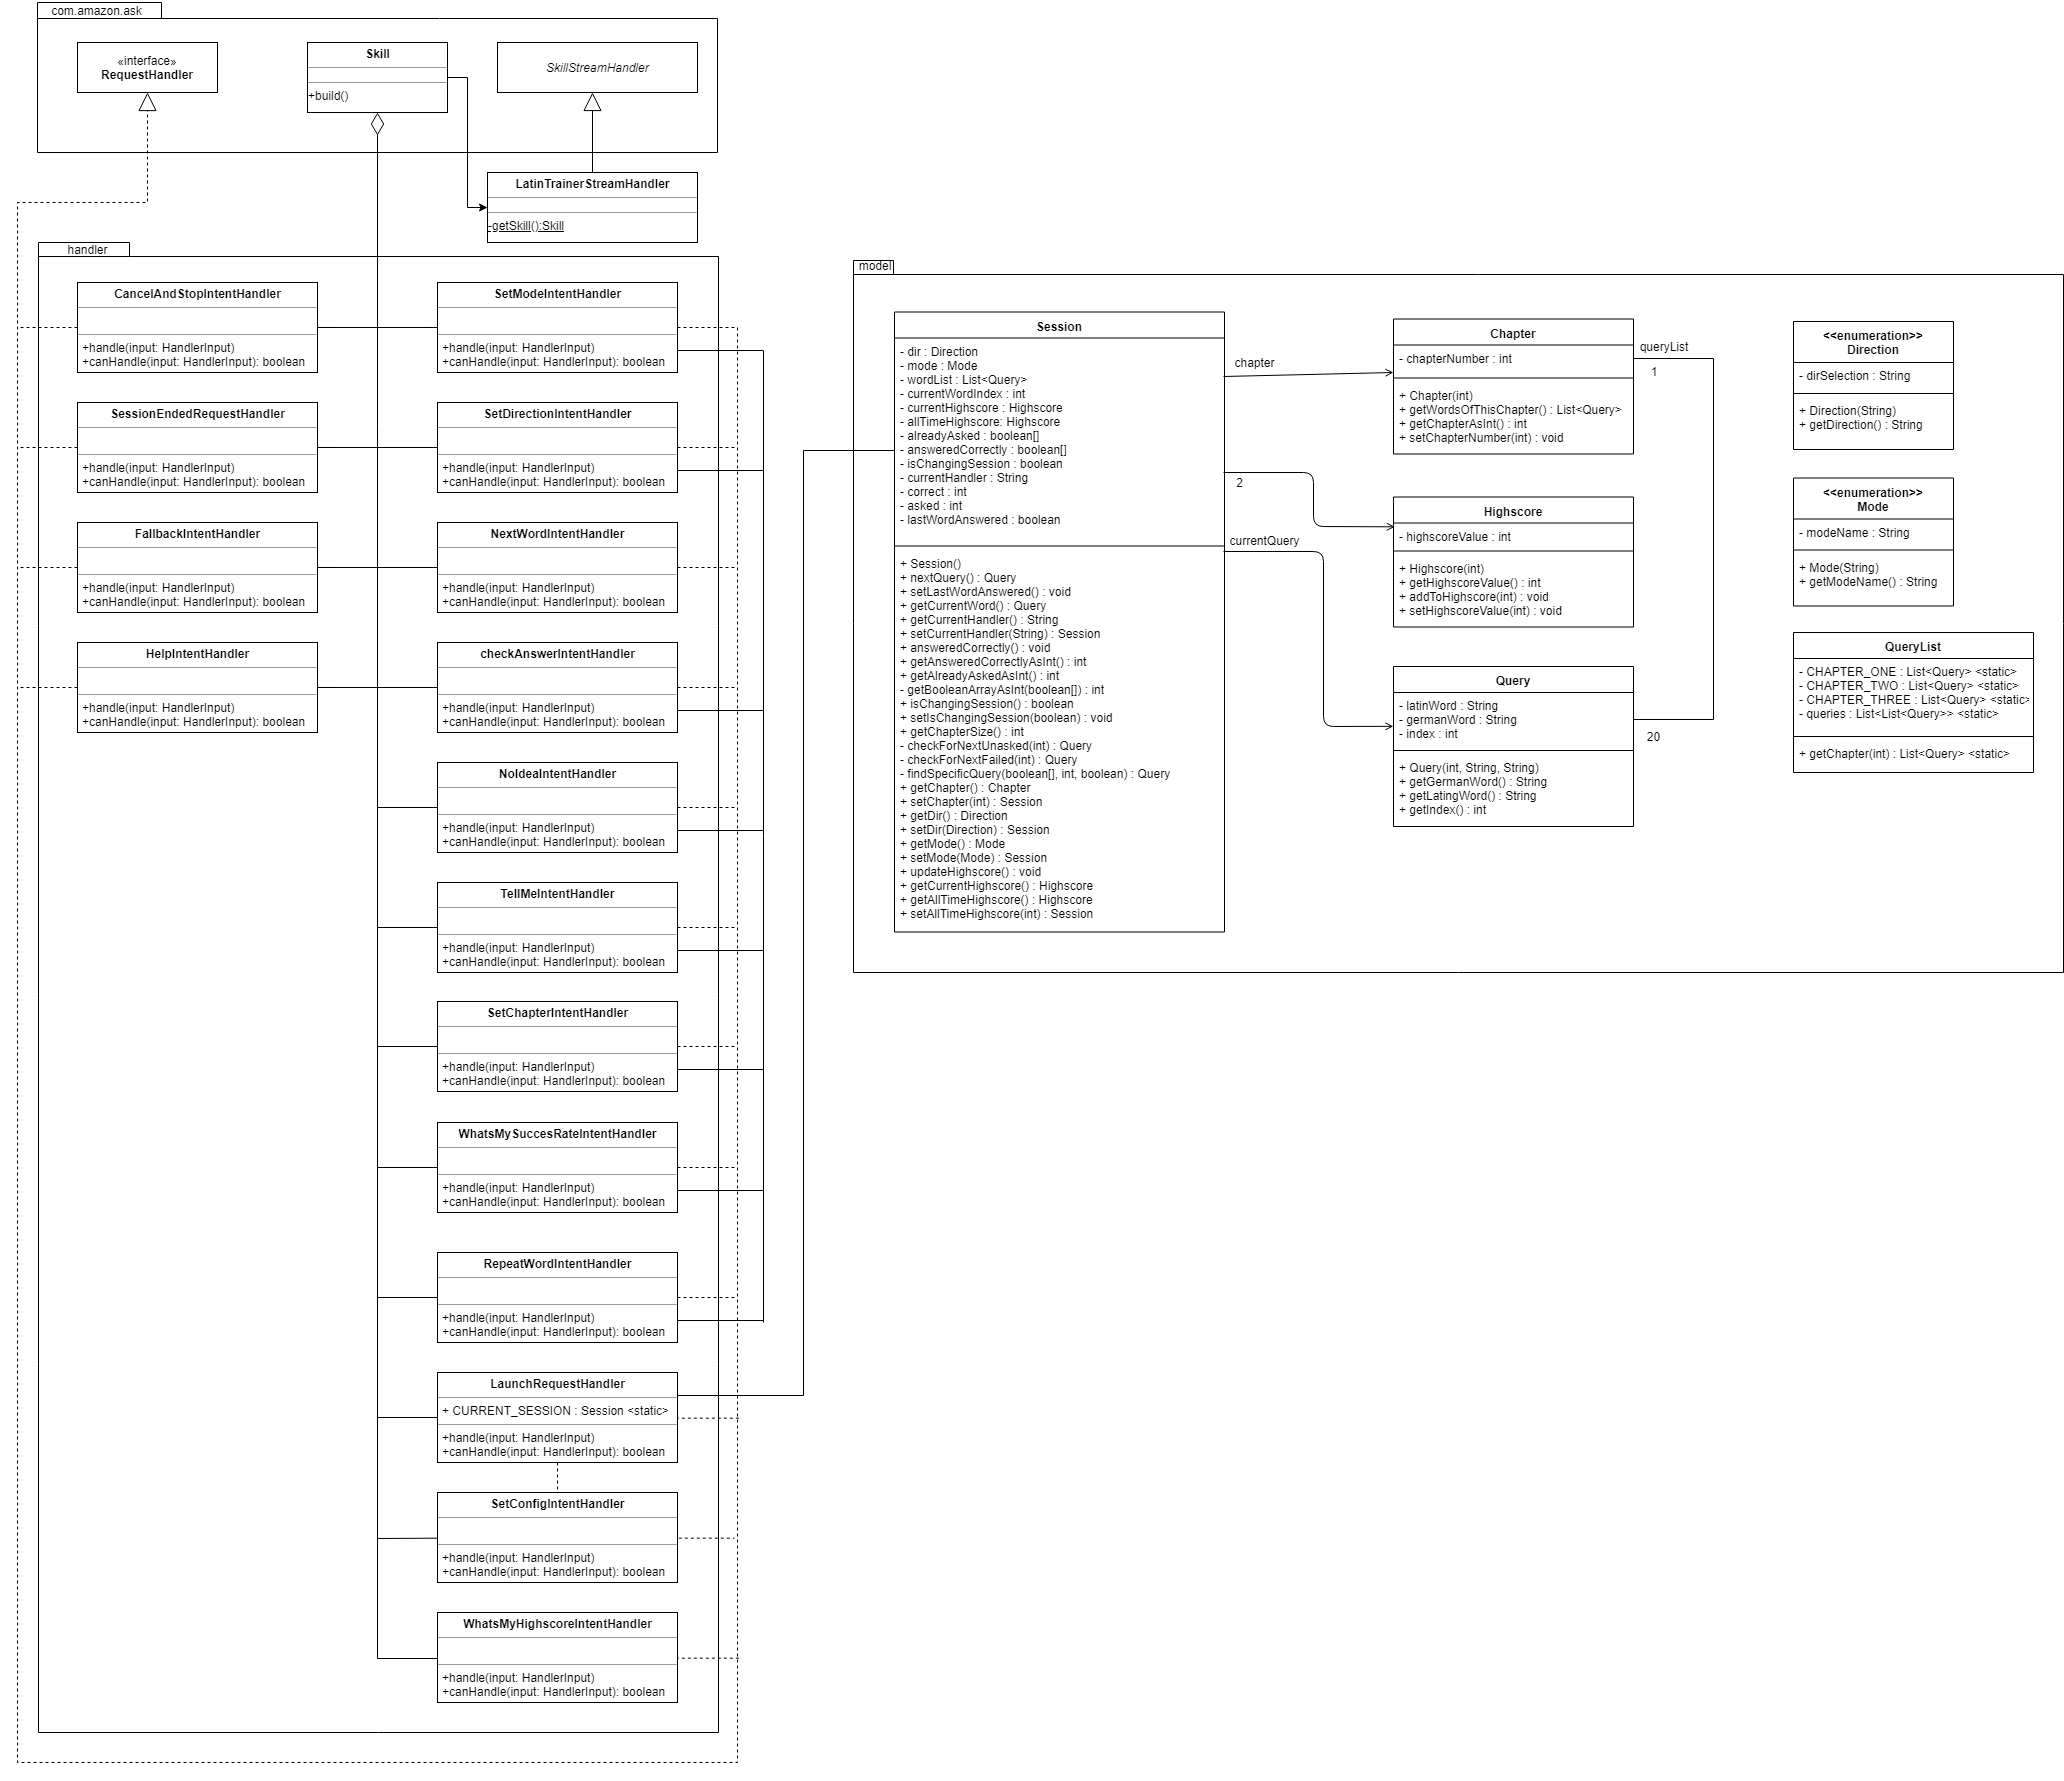 com.amazon.ask
«interface»
RequestHandler
Skill
+build()
SkillStreamHandler
LatinTrainerStreamHandler
-getSkill():Skill
handler
CancelAndStopIntentHandler
+handle(input: HandlerInput)
+canHandle(input: HandlerInput): boolean
SessionEndedRequestHandler
+handle(input: HandlerInput)
+canHandle(input: HandlerInput): boolean
FallbackIntentHandler
+handle(input: HandlerInput)
+canHandle(input: HandlerInput): boolean
HelpIntentHandler
+handle(input: HandlerInput)
+canHandle(input: HandlerInput): boolean
SetModeIntentHandler
+handle(input: HandlerInput)
+canHandle(input: HandlerInput): boolean
SetDirectionIntentHandler
+handle(input: HandlerInput)
+canHandle(input: HandlerInput): boolean
NextWordIntentHandler
+handle(input: HandlerInput)
+canHandle(input: HandlerInput): boolean
checkAnswerIntentHandler
+handle(input: HandlerInput)
+canHandle(input: HandlerInput): boolean
NoIdeaIntentHandler
+handle(input: HandlerInput)
+canHandle(input: HandlerInput): boolean
TellMeIntentHandler
+handle(input: HandlerInput)
+canHandle(input: HandlerInput): boolean
SetChapterIntentHandler
+handle(input: HandlerInput)
+canHandle(input: HandlerInput): boolean
WhatsMySuccesRateIntentHandler
+handle(input: HandlerInput)
+canHandle(input: HandlerInput): boolean
RepeatWordIntentHandler
+handle(input: HandlerInput)
+canHandle(input: HandlerInput): boolean
LaunchRequestHandler
+ CURRENT_SESSION : Session <static>
+handle(input: HandlerInput)
+canHandle(input: HandlerInput): boolean
SetConfigIntentHandler
+handle(input: HandlerInput)
+canHandle(input: HandlerInput): boolean
WhatsMyHighscoreIntentHandler
+handle(input: HandlerInput)
+canHandle(input: HandlerInput): boolean
model
Session
- dir : Direction
- mode : Mode
- wordList : List<Query>
- currentWordIndex : int
- currentHighscore : Highscore
- allTimeHighscore: Highscore
- alreadyAsked : boolean[]
- answeredCorrectly : boolean[]
- isChangingSession : boolean
- currentHandler : String
- correct : int
- asked : int
- lastWordAnswered : boolean
+ Session()
+ nextQuery() : Query
+ setLastWordAnswered() : void
+ getCurrentWord() : Query
+ getCurrentHandler() : String
+ setCurrentHandler(String) : Session
+ answeredCorrectly() : void
+ getAnsweredCorrectlyAsInt() : int
+ getAlreadyAskedAsInt() : int
- getBooleanArrayAsInt(boolean[]) : int
+ isChangingSession() : boolean
+ setIsChangingSession(boolean) : void
+ getChapterSize() : int
- checkForNextUnasked(int) : Query
- checkForNextFailed(int) : Query
- findSpecificQuery(boolean[], int, boolean) : Query
+ getChapter() : Chapter
+ setChapter(int) : Session
+ getDir() : Direction
+ setDir(Direction) : Session
+ getMode() : Mode
+ setMode(Mode) : Session
+ updateHighscore() : void
+ getCurrentHighscore() : Highscore
+ getAllTimeHighscore() : Highscore
+ setAllTimeHighscore(int) : Session
chapter
2
currentQuery
Chapter
- chapterNumber : int
+ Chapter(int)
+ getWordsOfThisChapter() : List<Query>
+ getChapterAsInt() : int
+ setChapterNumber(int) : void
queryList
1
Highscore
- highscoreValue : int
+ Highscore(int)
+ getHighscoreValue() : int
+ addToHighscore(int) : void
+ setHighscoreValue(int) : void
Query
- latinWord : String
- germanWord : String
- index : int
+ Query(int, String, String)
+ getGermanWord() : String
+ getLatingWord() : String
+ getIndex() : int
20
<<enumeration>>
Direction
- dirSelection : String
+ Direction(String)
+ getDirection() : String
<<enumeration>>
Mode
- modeName : String
+ Mode(String)
+ getModeName() : String
QueryList
- CHAPTER_ONE : List<Query> <static>
- CHAPTER_TWO : List<Query> <static>
- CHAPTER_THREE : List<Query> <static>
- queries : List<List<Query>> <static>
+ getChapter(int) : List<Query> <static>